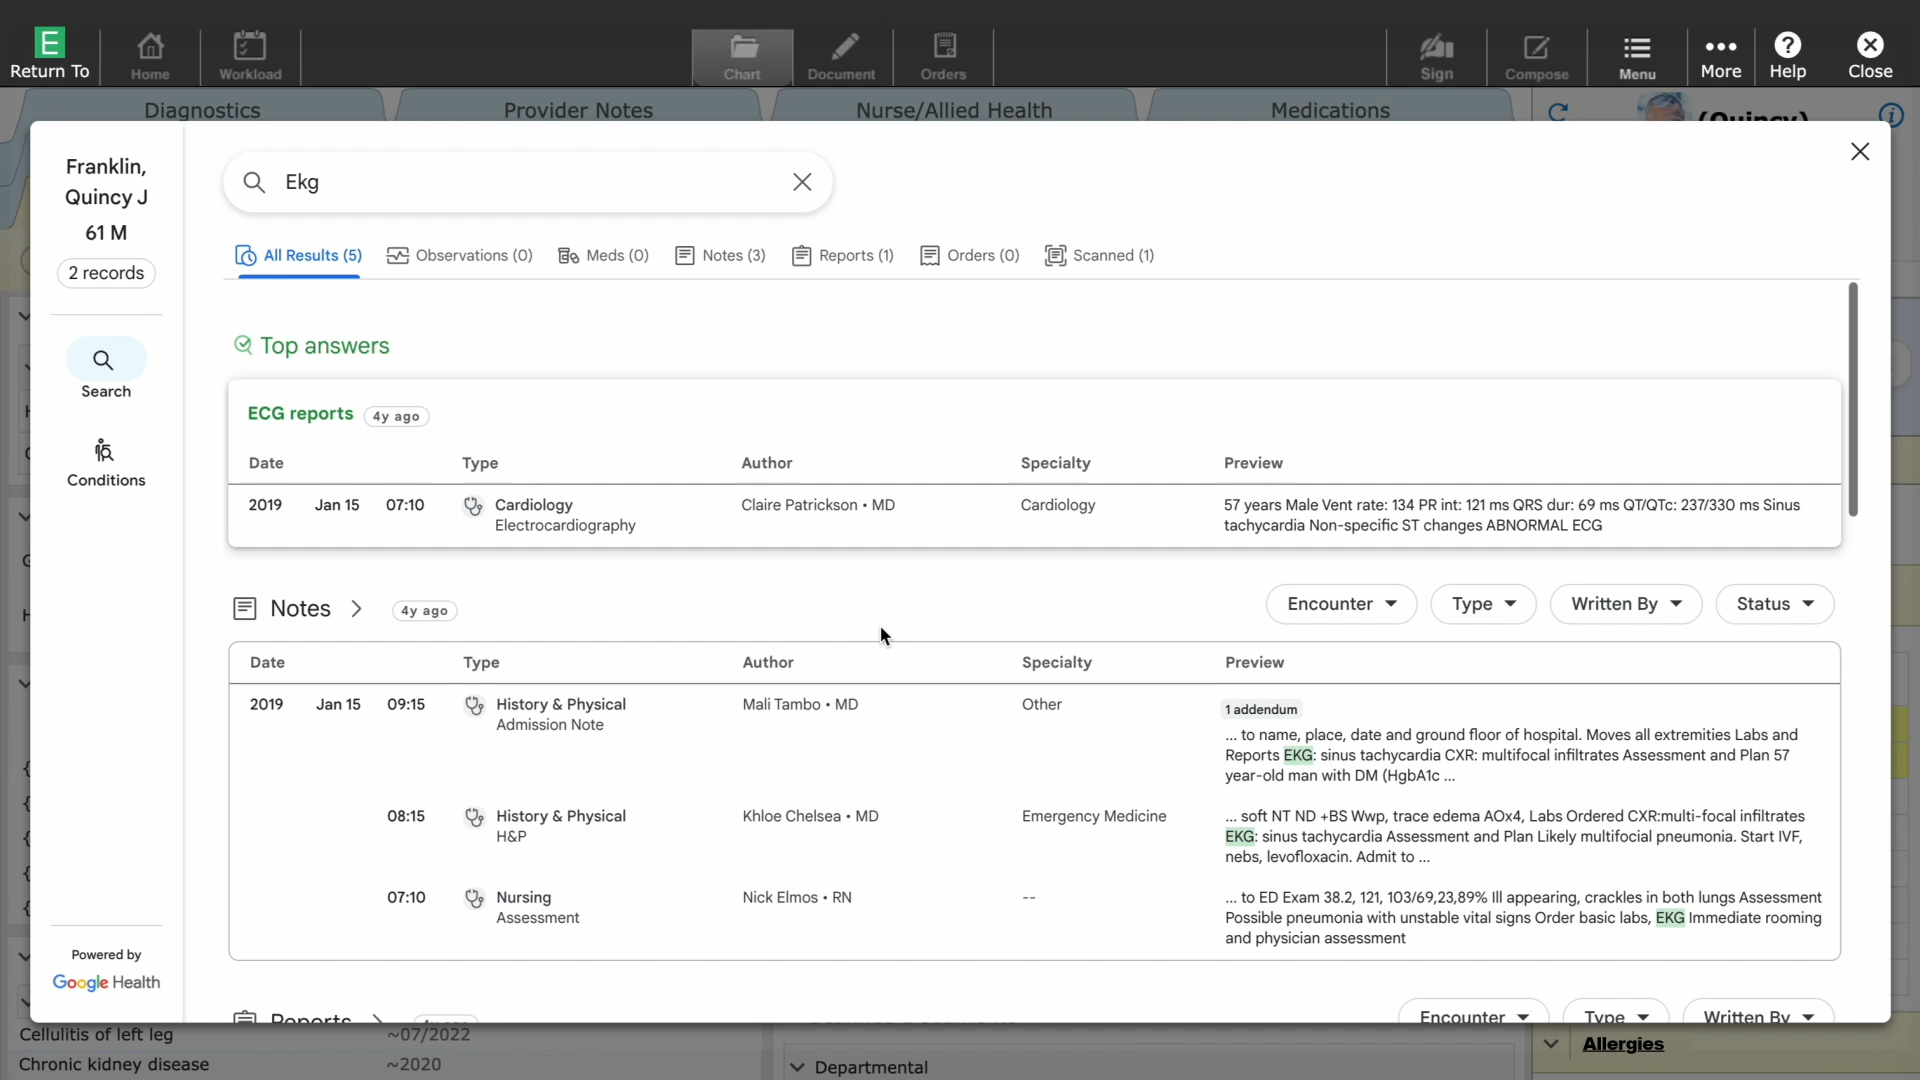 E
Return To
Home
Workload
Chart
Document
Orders
Sign
Compose
Menu
More
Help
Close
Diagnostics
Provider Notes
Nurse/Allied Health
Medications
(Quincy)
Franklin,
Quincy J
61 M
2 records
Search
Conditions
Powered by
Google Health
Ekg
All Results (5)
Observations (0)
Meds (0)
Notes (3)
Reports (1)
Orders (0)
Scanned (1)
Top answers
ECG reports 4y ago
Date Type Author Specialty Preview
2019 Jan 15 07:10 Cardiology Claire Patrickson • MD Cardiology 57 years Male Vent rate: 134 PR int: 121 ms QRS dur: 69 ms QT/QTc: 237/330 ms Sinus
Electrocardiography tachycardia Non-specific ST changes ABNORMAL ECG
Notes 4y ago
Encounter Type Written By Status
Date Type Author Specialty Preview
2019 Jan 15 09:15 History & Physical Mali Tambo • MD Other 1 addendum
Admission Note
... to name, place, date and ground floor of hospital. Moves all extremities Labs and
Reports EKG: sinus tachycardia CXR: multifocal infiltrates Assessment and Plan 57
year-old man with DM (HgbA1c ...
08:15 History & Physical Khloe Chelsea • MD Emergency Medicine ... soft NT ND +BS Wwp, trace edema AOx4, Labs Ordered CXR:multi-focal infiltrates
H&P EKG: sinus tachycardia Assessment and Plan Likely multifocial pneumonia. Start IVF,
nebs, levofloxacin. Admit to ...
07:10 Nursing Nick Elmos • RN -- ... to ED Exam 38.2, 121, 103/69,23,89% Ill appearing, crackles in both lungs Assessment
Assessment Possible pneumonia with unstable vital signs Order basic labs, EKG Immediate rooming
and physician assessment
Reports
Encounter Type Written By
Cellulitis of left leg ~07/2022
Chronic kidney disease ~2020
Departmental
Allergies